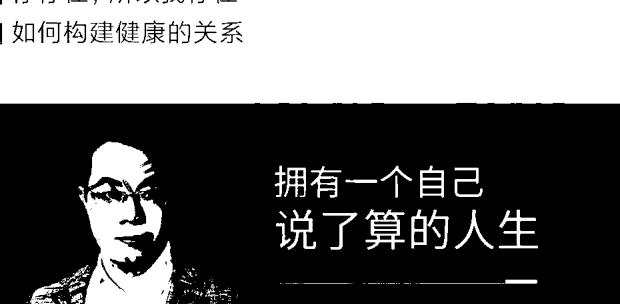 如何构建健康的关系
拥有一个自己
说了算的人生